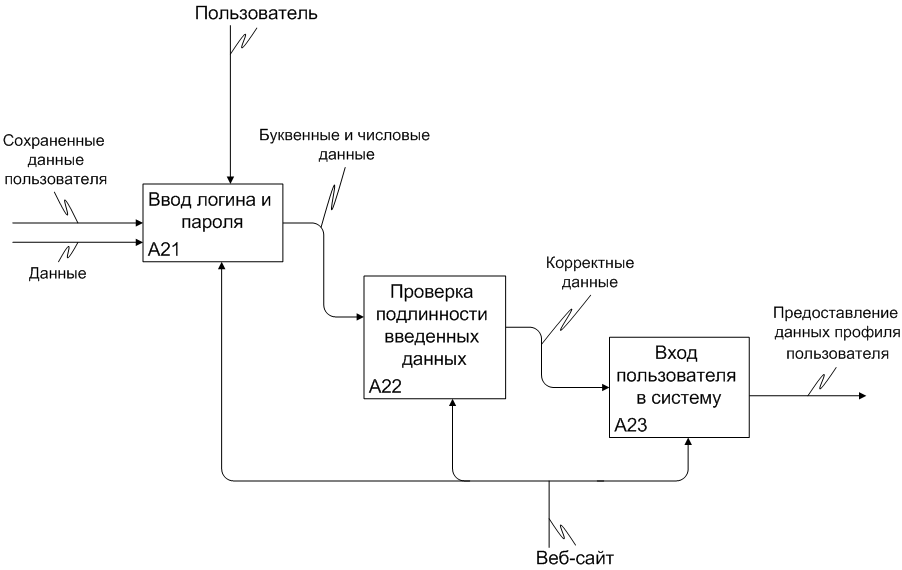 Пользователь
Сохраненные
данные
пользователя
Буквенные и числовые
данные
Ввод логина и
пароля
A21
Данные
Проверка
подлинности
введенных
данных
A22
Корректные
данные
Вход
пользователя
в систему
A23
Предоставление
данных профиля
пользователя
Веб-сайт